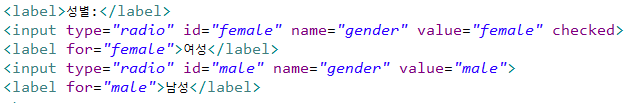 <label>성별:</label>
<input type="radio" id="female" name="gender" value="female" checked>
<label for="female">여성</label>
<input type="radio" id="male" name="gender" value="male">
<label for="male">남성</label>